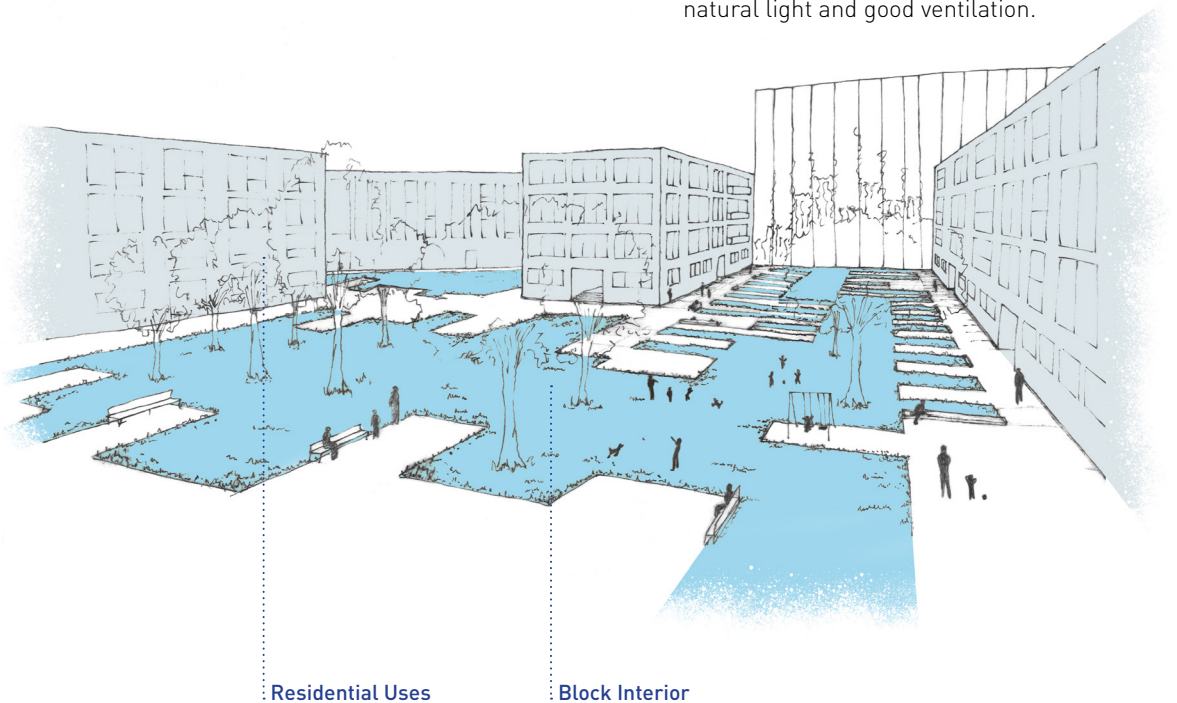 natural light and good ventilation.
Residential Uses
Block Interior